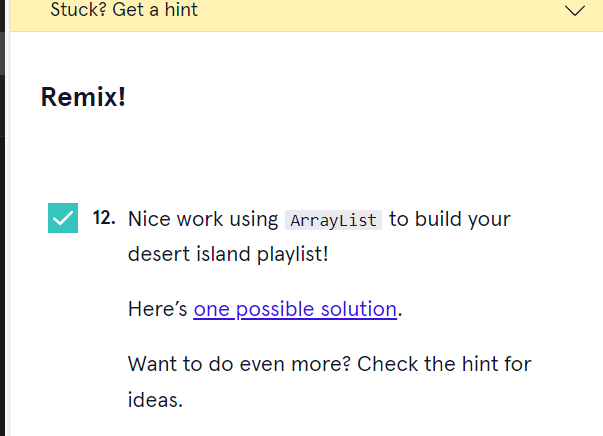 Stuck? Get a hint
Remix!
12. Nice work using ArrayList to build your
desert island playlist!
Here’s one possible solution.
Want to do even more? Check the hint for
ideas.